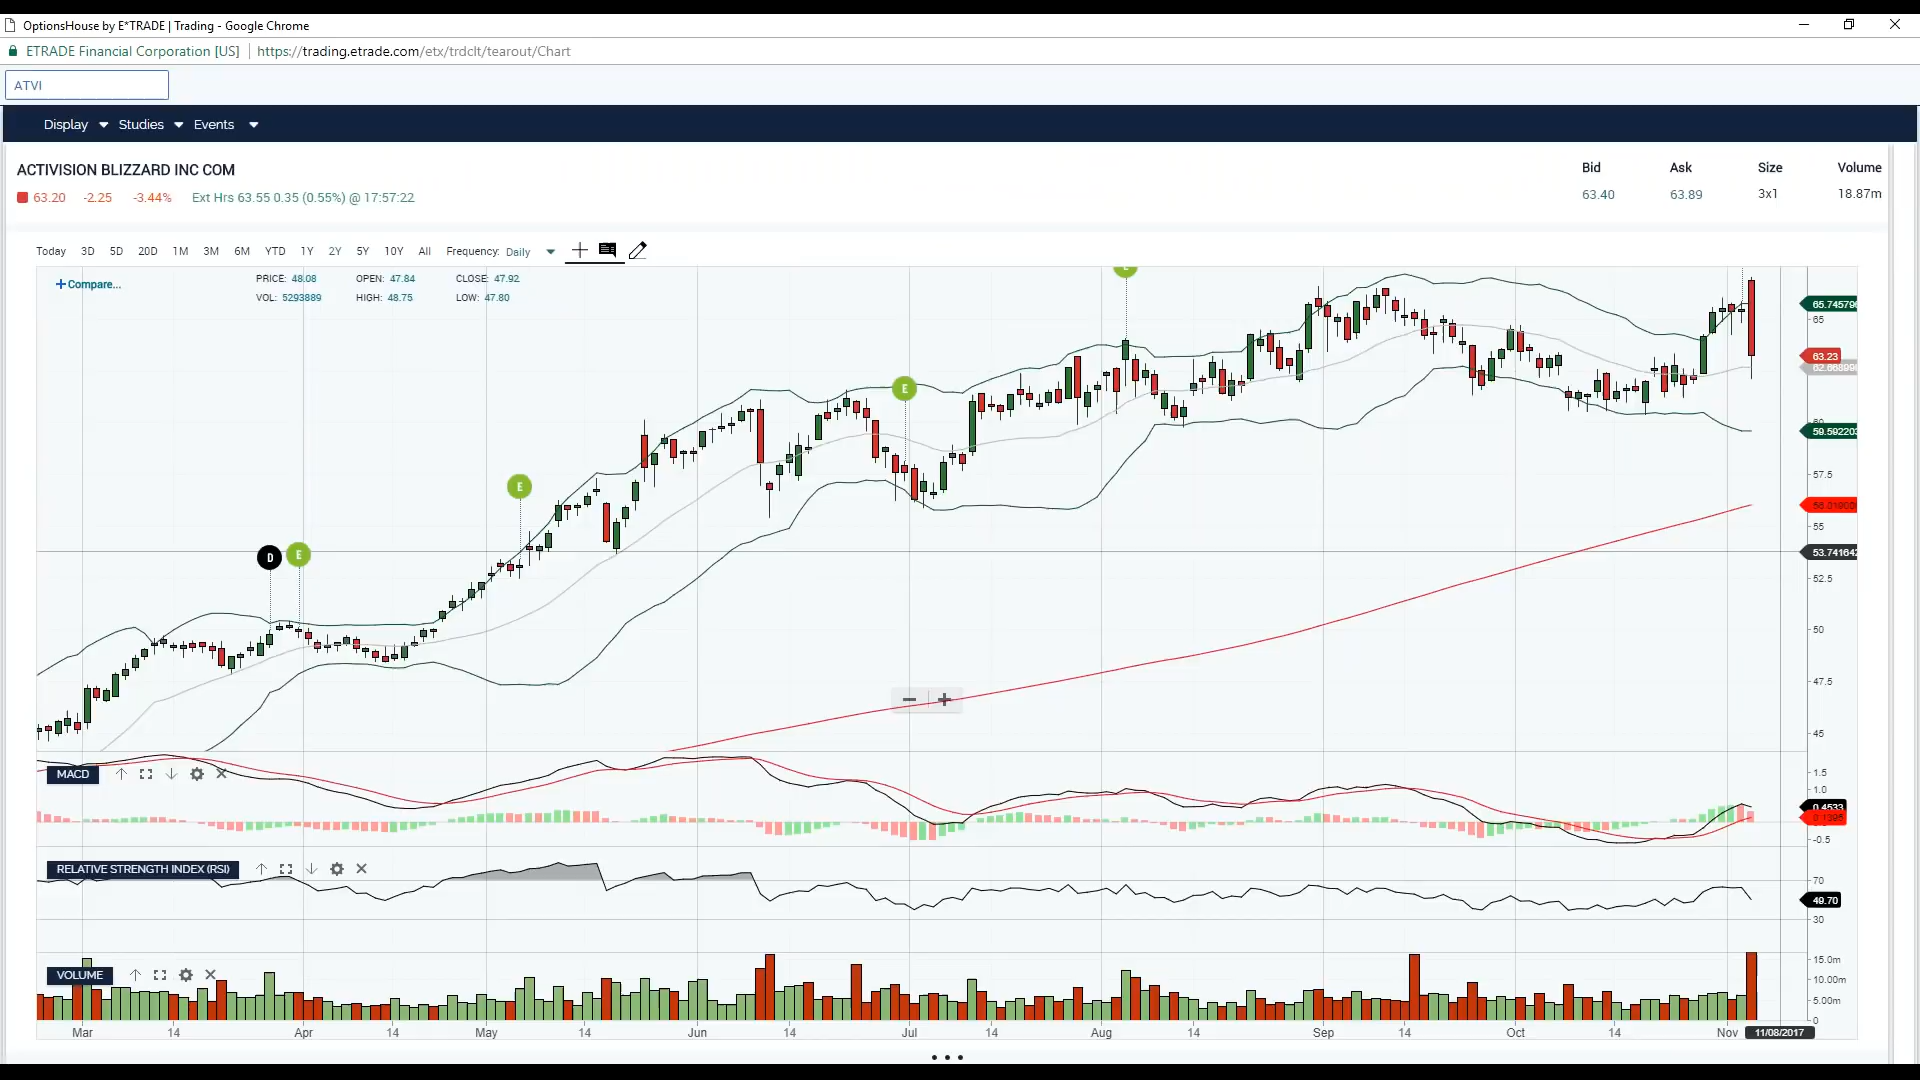 OptionsHouse by E*TRADE | Trading - Google Chrome
ETRADE Financial Corporation [US] https://trading.etrade.com/etx/trdclt/tearout/Chart
ATVI
Display Studies Events
ACTIVISION BLIZZARD INC COM
Bid Ask Size Volume
63.20 -2.25 -3.44% Ext Hrs 63.55 0.35 (0.55%) @ 17:57:22
63.40 63.89 3x1 18.87m
Today 3D 5D 20D 1M 3M 6M YTD 1Y 2Y 5Y 10Y All Frequency: Daily
Compare...
PRICE: 48.08 OPEN: 47.84 CLOSE: 47.92
VOL: 5293889 HIGH: 48.75 LOW: 47.80
65.745796
65
63.23
E
59.592203
57.5
E
55
D E
53.741642
52.5
50
47.5
45
MACD
1.5
1.0
0.4533
-0.5
RELATIVE STRENGTH INDEX (RSI)
70
49.70
30
VOLUME
15.0m
10.00m
5.00m
0
Mar 14 Apr 14 May 14 Jun 14 Jul 14 Aug 14 Sep 14 Oct 14 Nov 11/08/2017